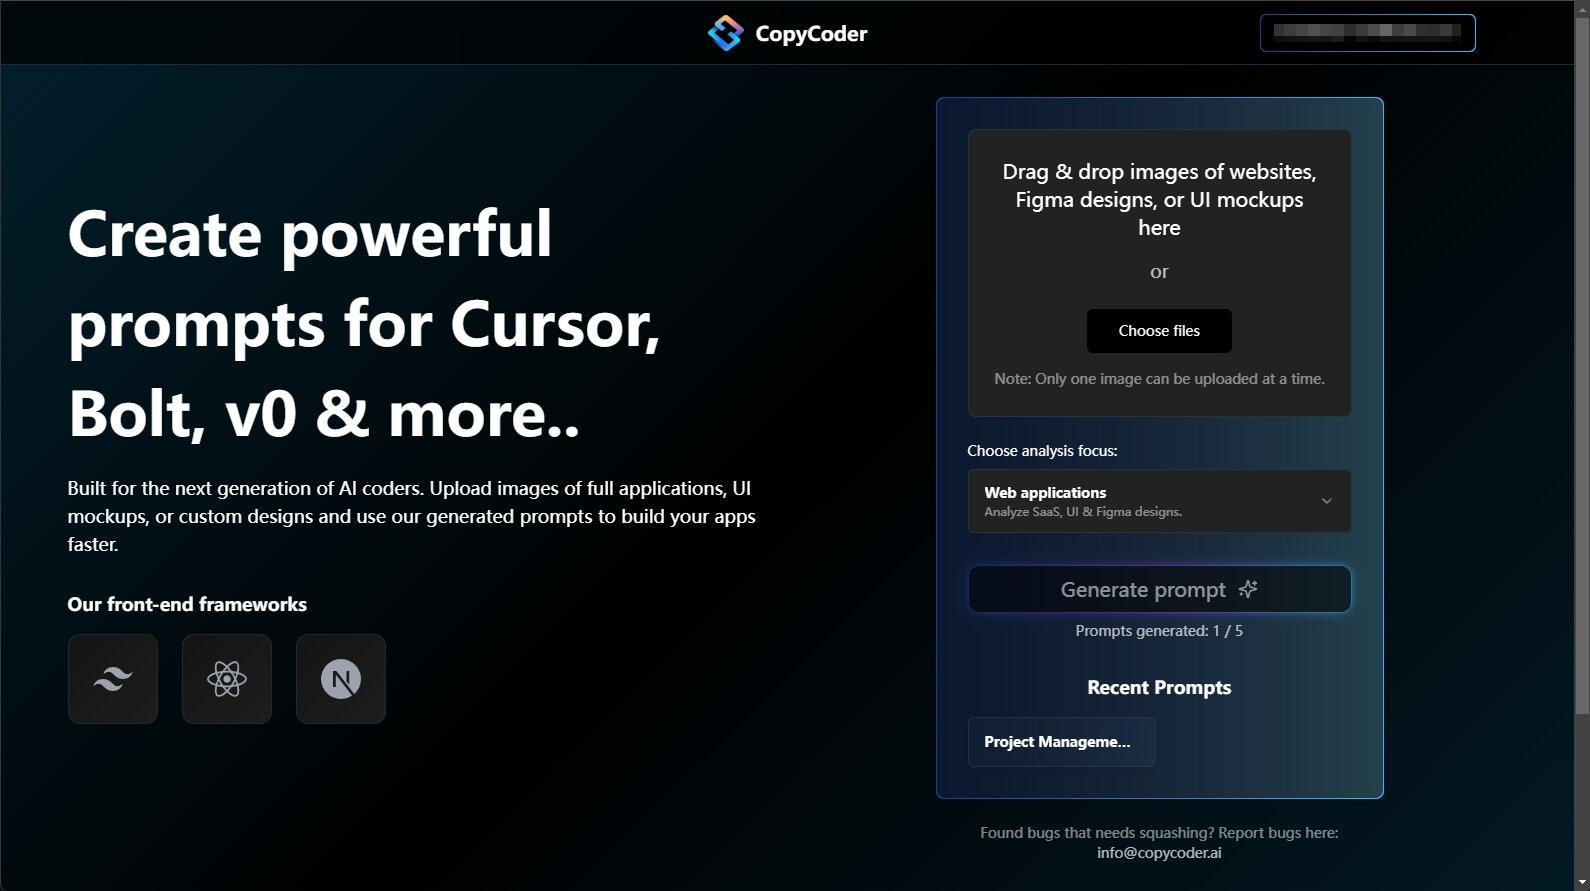 CopyCoder
Create powerful
prompts for Cursor,
Bolt, v0 & more..
Built for the next generation of AI coders. Upload images of full applications, UI
mockups, or custom designs and use our generated prompts to build your apps
faster.
Our front-end frameworks
N
Drag & drop images of websites,
Figma designs, or UI mockups
here
or
Choose files
Note: Only one image can be uploaded at a time.
Choose analysis focus:
Web applications
Analyze SaaS, UI & Figma designs.
Generate prompt
Prompts generated: 1 / 5
Recent Prompts
Project Manageme...
Found bugs that needs squashing? Report bugs here:
info@copycoder.ai